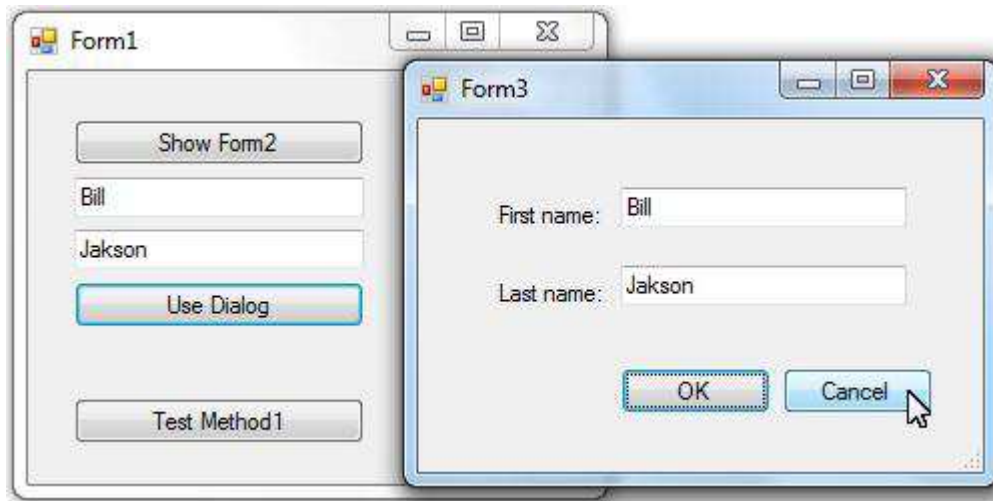 Form1
Show Form2
Bill
Jakson
Use Dialog
Test Method1
Form3
First name: Bill
Last name: Jakson
OK Cancel